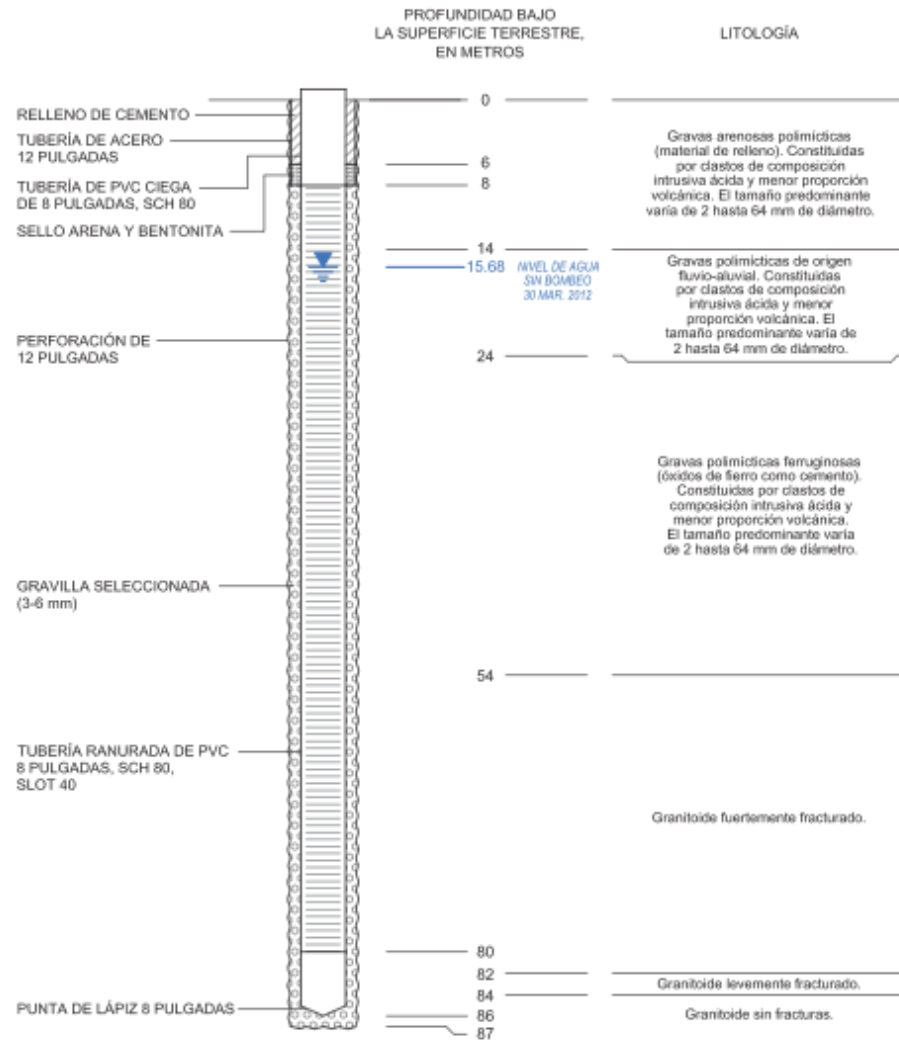 PROFUNDIDAD BAJO
LA SUPERFICIE TERRESTRE,
EN METROS
LITOLOGÍA
RELLENO DE CEMENTO
TUBERÍA DE ACERO
12 PULGADAS
TUBERÍA DE PVC CIEGA
DE 8 PULGADAS, SCH 80
SELLO ARENA Y BENTONITA
PERFORACIÓN DE
12 PULGADAS
GRAVILLA SELECCIONADA
(3-6 mm)
TUBERÍA RANURADA DE PVC
8 PULGADAS, SCH 80,
SLOT 40
PUNTA DE LÁPIZ 8 PULGADAS
0
6
8
14
15.68
NIVEL DE AGUA
SIN BOMBEO
30 MAR. 2012
24
54
80
82
84
86
87
Gravas arenosas polimícticas
(material de relleno). Constituidas
por clastos de composición
intrusiva ácida y menor proporción
volcánica. El tamaño predominante
varía de 2 hasta 64 mm de diámetro.
Gravas polimícticas de origen
fluvio-aluvial. Constituidas
por clastos de composición
intrusiva ácida y menor
proporción volcánica. El
tamaño predominante varía de
2 hasta 64 mm de diámetro.
Gravas polimícticas ferruginosas
(óxidos de fierro como cemento).
Constituidas por clastos de
composición intrusiva ácida y
menor proporción volcánica.
El tamaño predominante varía
de 2 hasta 64 mm de diámetro.
Granitoide fuertemente fracturado.
Granitoide levemente fracturado.
Granitoide sin fracturas.